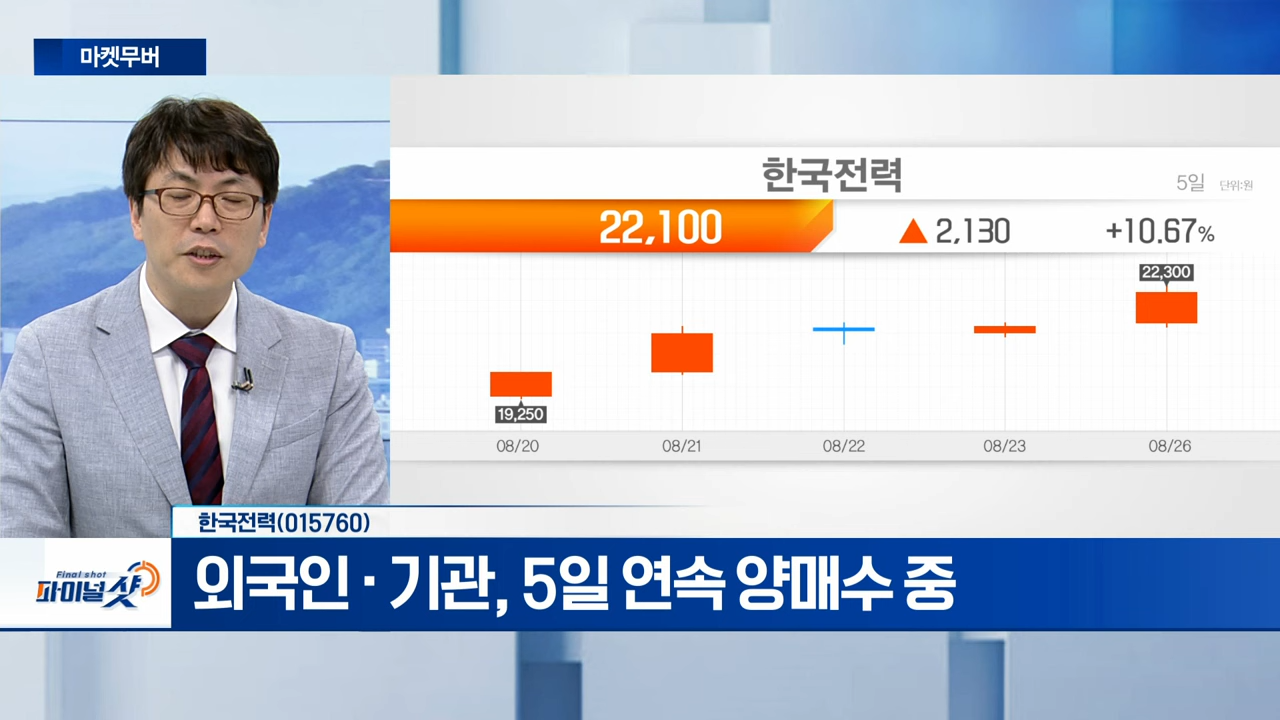 마켓무버
한국전력
5일 단위:원
22,100 ▲ 2,130 +10.67%
22,300
19,250
08/20 08/21 08/22 08/23 08/26
한국전력(015760)
Final shot
파이널샷
외국인·기관, 5일 연속 양매수 중